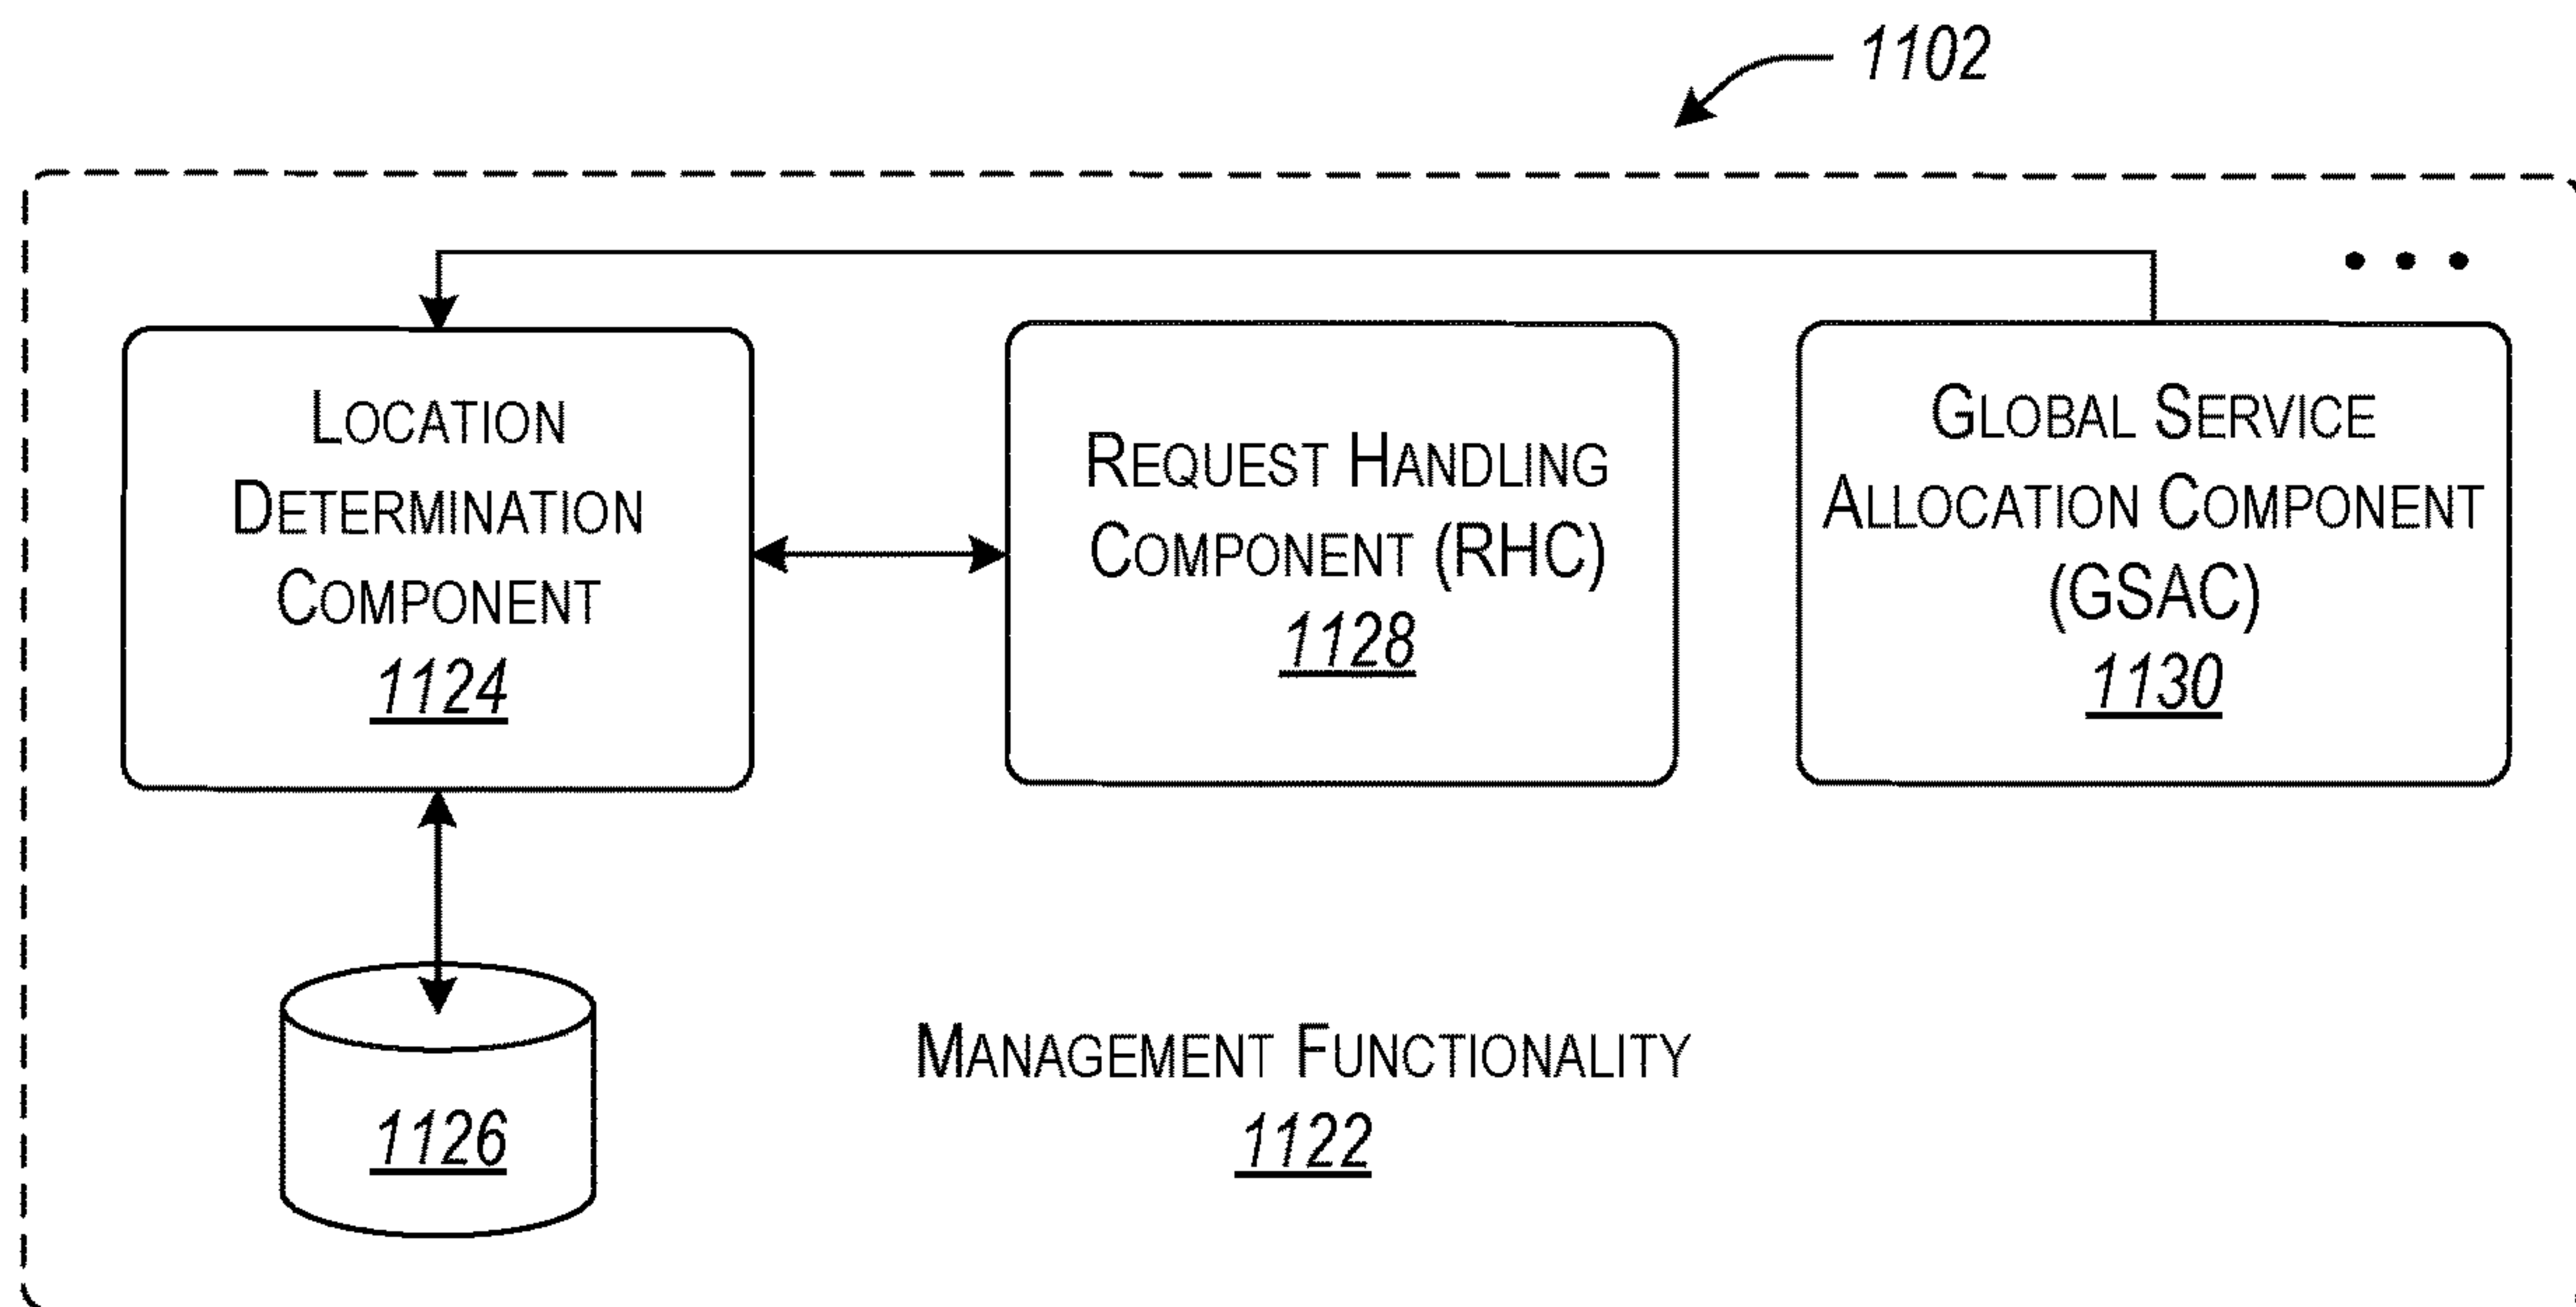 1102
LOCATION
DETERMINATION
COMPONENT
1124
REQUEST HANDLING
COMPONENT (RHC)
1128
GLOBAL SERVICE
ALLOCATION COMPONENT
(GSAC)
1130
1126
MANAGEMENT FUNCTIONALITY
1122